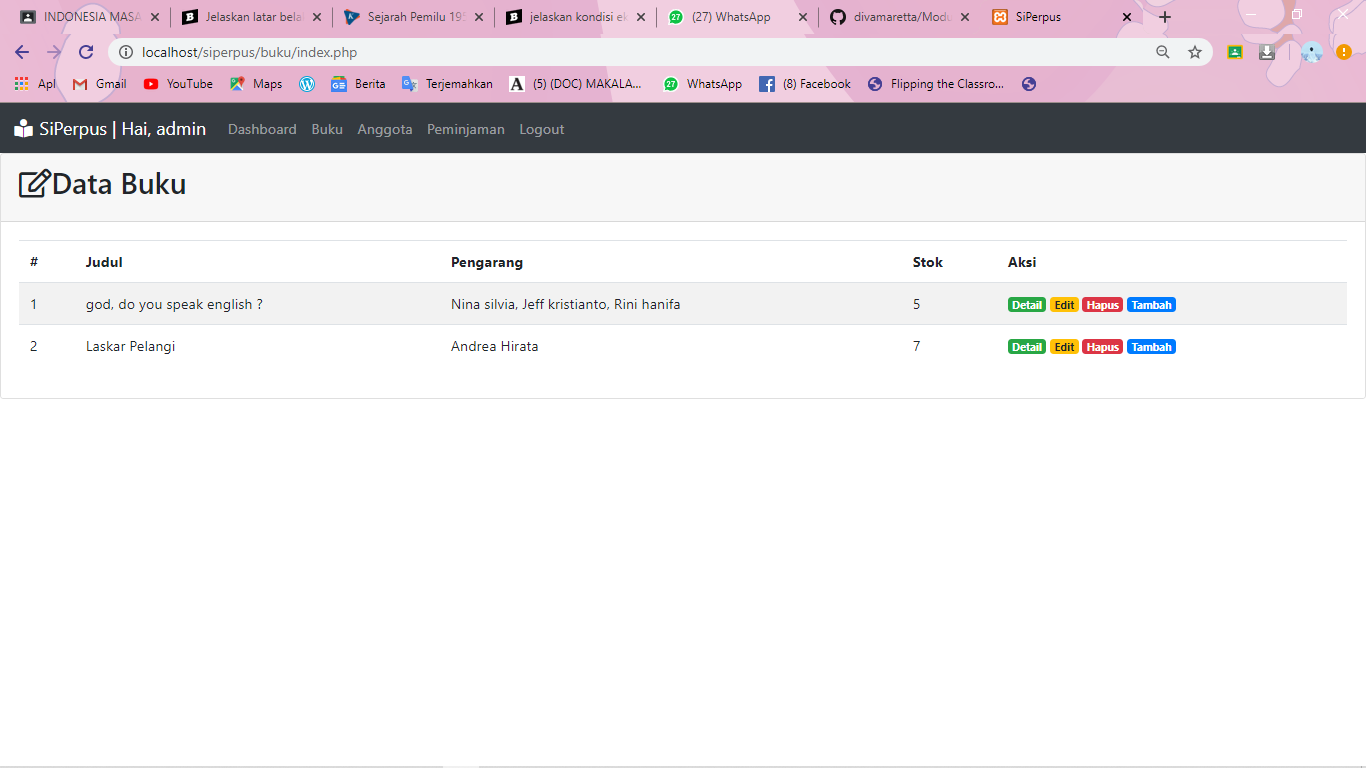 INDONESIA MASA
Jelaskan latar bela
Sejarah Pemilu 195
jelaskan kondisi ek
(27) WhatsApp
divamaretta/Modu
SiPerpus
localhost/siperpus/buku/index.php
Apl
Gmail
YouTube
Maps
Berita
Terjemahkan
(5) (DOC) MAKALA...
WhatsApp
(8) Facebook
Flipping the Classro...
SiPerpus | Hai, admin Dashboard Buku Anggota Peminjaman Logout
Data Buku
# Judul Pengarang Stok Aksi
1 god, do you speak english ? Nina silvia, Jeff kristianto, Rini hanifa 5 Detail Edit Hapus Tambah
2 Laskar Pelangi Andrea Hirata 7 Detail Edit Hapus Tambah